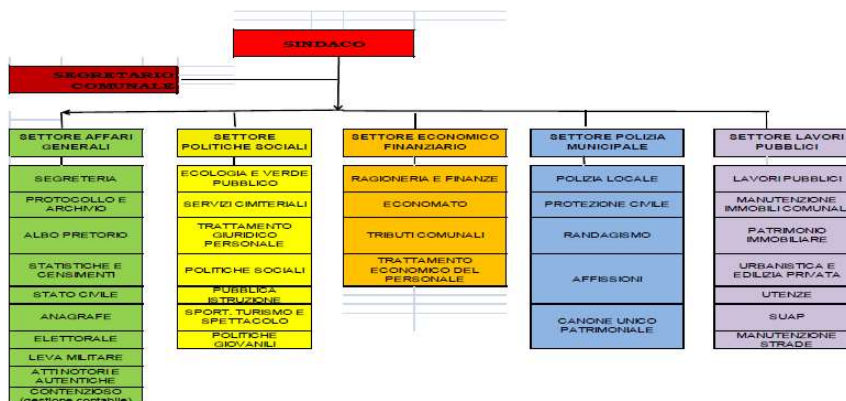 SINDACO
SEGRETARIO
COMUNALE
SETTORE AFFARI
GENERALI
SEGRETERIA
PROTOCOLLO E
ARCHIVIO
ALBO PRETORIO
STATISTICHE E
CENSIMENTI
STATO CIVILE
ANAGRAFE
ELETTORALE
LEVA MILITARE
ATTI NOTORI E
AUTENTICHE
CONTENZIOSO
(gestione contabile)
SETTORE
POLITICHE SOCIALI
ECOLOGIA E VERDE
PUBBLICO
SERVIZI CIMITERIALI
TRATTAMENTO
GIURIDICO
PERSONALE
POLITICHE SOCIALI
PUBBLICA
ISTRUZIONE
SPORT, TURISMO E
SPETTACOLO
POLITICHE
GIOVANILI
SETTORE ECONOMICO
FINANZIARIO
RAGIONERIA E FINANZE
ECONOMATO
TRIBUTI COMUNALI
TRATTAMENTO
ECONOMICO DEL
PERSONALE
SETTORE POLIZIA
MUNICIPALE
POLIZIA LOCALE
PROTEZIONE CIVILE
RANDAGISMO
AFFISSIONI
CANONE UNICO
PATRIMONIALE
SETTORE LAVORI
PUBBLICI
LAVORI PUBBLICI
MANUTENZIONE
IMMOBILI COMUNAL
PATRIMONIO
IMMOBILIARE
URBANISTICA E
EDILIZIA PRIVATA
UTENZE
SUAP
MANUTENZIONE
STRADE